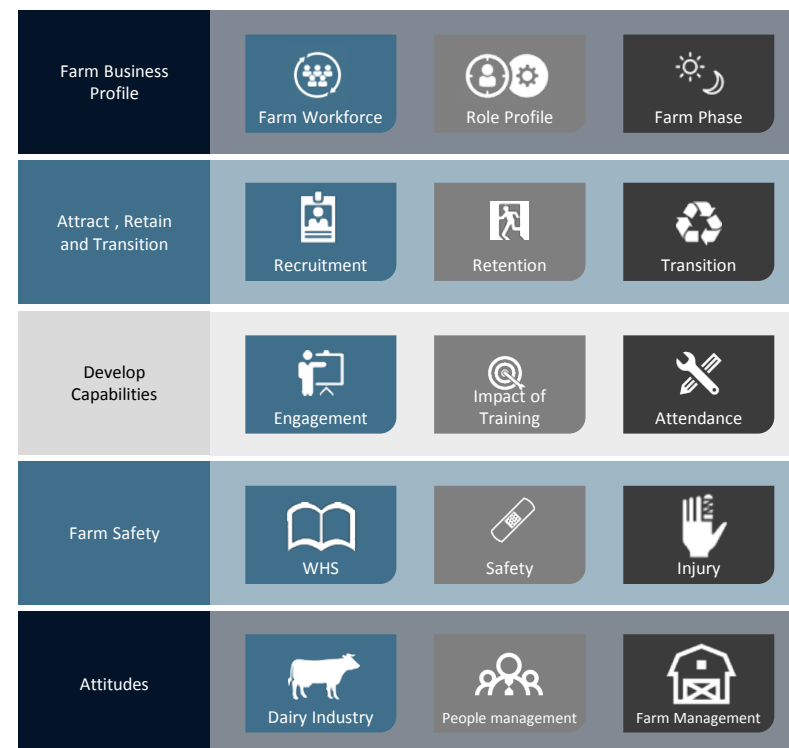 Farm Business
Profile
Farm Workforce
Role Profile
Farm Phase
Attract , Retain
and Transition
Recruitment
Retention
Transition
Develop
Capabilities
Engagement
Impact of
Training
Attendance
Farm Safety
WHS
Safety
Injury
Attitudes
Dairy Industry
People management
Farm Management